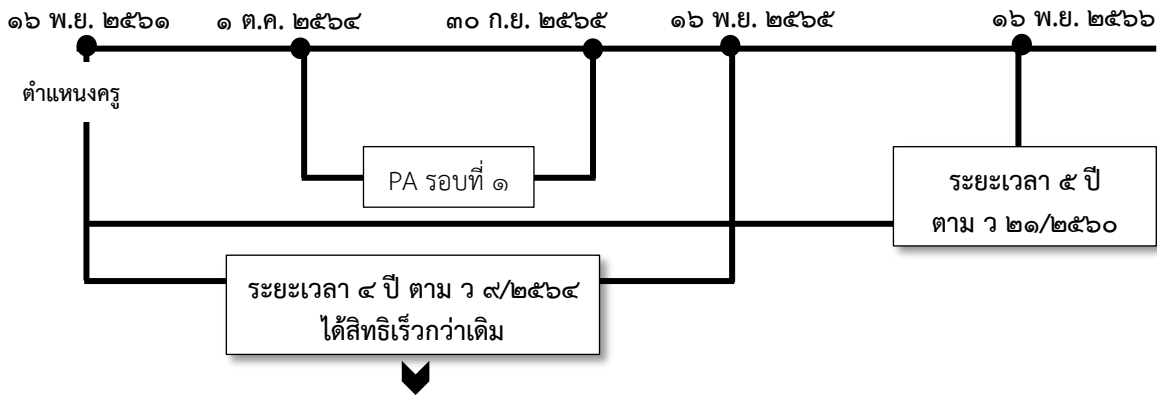 ๑๖ พ.ย. ๒๕๖๑ ๑ ต.ค. ๒๕๖๔ ๓๐ ก.ย. ๒๕๖๕ ๑๖ พ.ย. ๒๕๖๕ ๑๖ พ.ย. ๒๕๖๖
ตำแหนงครู
PA รอบที่ ๑
ระยะเวลา ๕ ปี
ตาม ว ๒๑/๒๕๖๐
ระยะเวลา ๔ ปี ตาม ว ๙/๒๕๖๔
ได้สิทธิเร็วกว่าเดิม